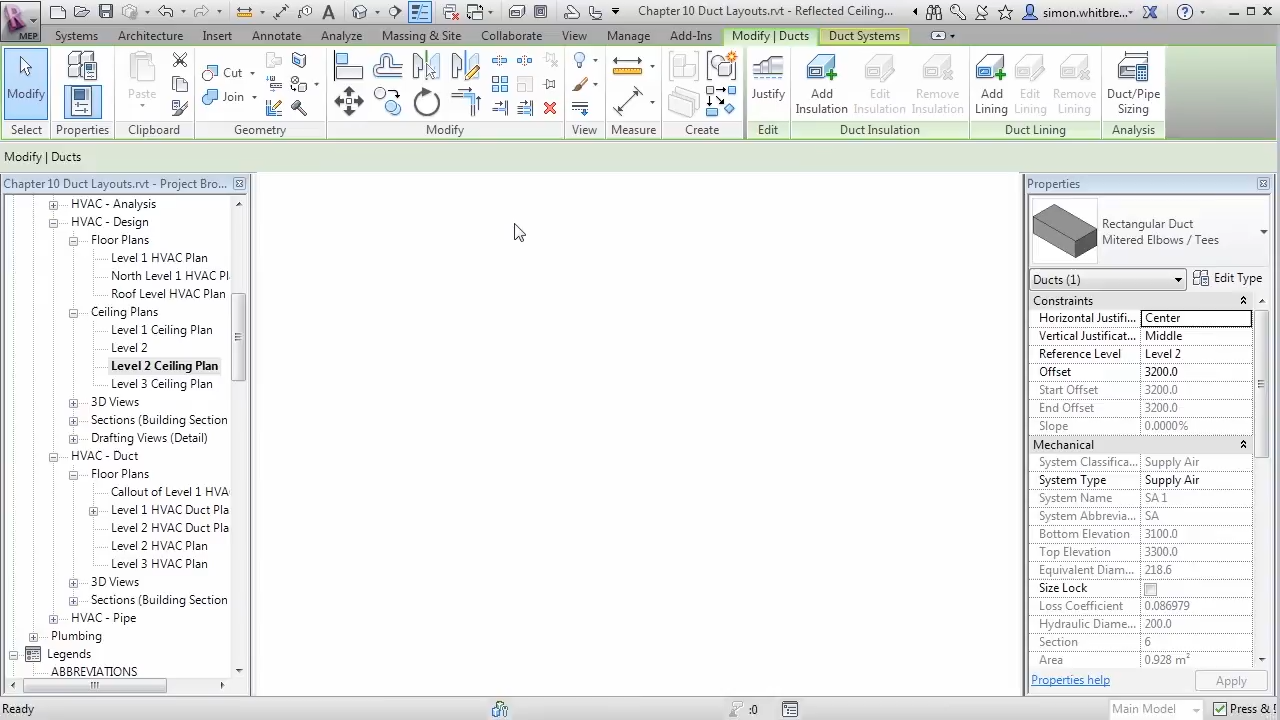 Chapter 10 Duct Layouts.rvt - Reflected Ceiling...
simon.whitbre...
MEP
Systems Architecture Insert Annotate Analyze Massing & Site Collaborate View Manage Add-Ins Modify | Ducts Duct Systems
Modify
Paste
Cut
Join
Justify
Add Insulation
Edit Insulation
Remove Insulation
Add Lining
Edit Lining
Remove Lining
Duct/Pipe Sizing
Select Properties Clipboard Geometry Modify View Measure Create Edit Duct Insulation Duct Lining Analysis
Modify | Ducts
Chapter 10 Duct Layouts.rvt - Project Bro...
HVAC - Analysis
HVAC - Design
Floor Plans
Level 1 HVAC Plan
North Level 1 HVAC Pl
Roof Level HVAC Plan
Ceiling Plans
Level 1 Ceiling Plan
Level 2
Level 2 Ceiling Plan
Level 3 Ceiling Plan
3D Views
Sections (Building Section
Drafting Views (Detail)
HVAC - Duct
Floor Plans
Callout of Level 1 HVA
Level 1 HVAC Duct Pla
Level 2 HVAC Duct Pla
Level 2 HVAC Plan
Level 3 HVAC Plan
3D Views
Sections (Building Section
HVAC - Pipe
Plumbing
Legends
ABBREVIATIONS
Properties
Rectangular Duct
Mitered Elbows / Tees
Ducts (1)
Edit Type
Constraints
Horizontal Justifi... Center
Vertical Justificat... Middle
Reference Level Level 2
Offset 3200.0
Start Offset 3200.0
End Offset 3200.0
Slope 0.0000%
Mechanical
System Classifica... Supply Air
System Type Supply Air
System Name SA 1
System Abbrevia... SA
Bottom Elevation 3100.0
Top Elevation 3300.0
Equivalent Diam... 218.6
Size Lock
Loss Coefficient 0.086979
Hydraulic Diame... 200.0
Section 6
Area 0.928 m²
Properties help
Apply
Ready
:0
Main Model
Press &